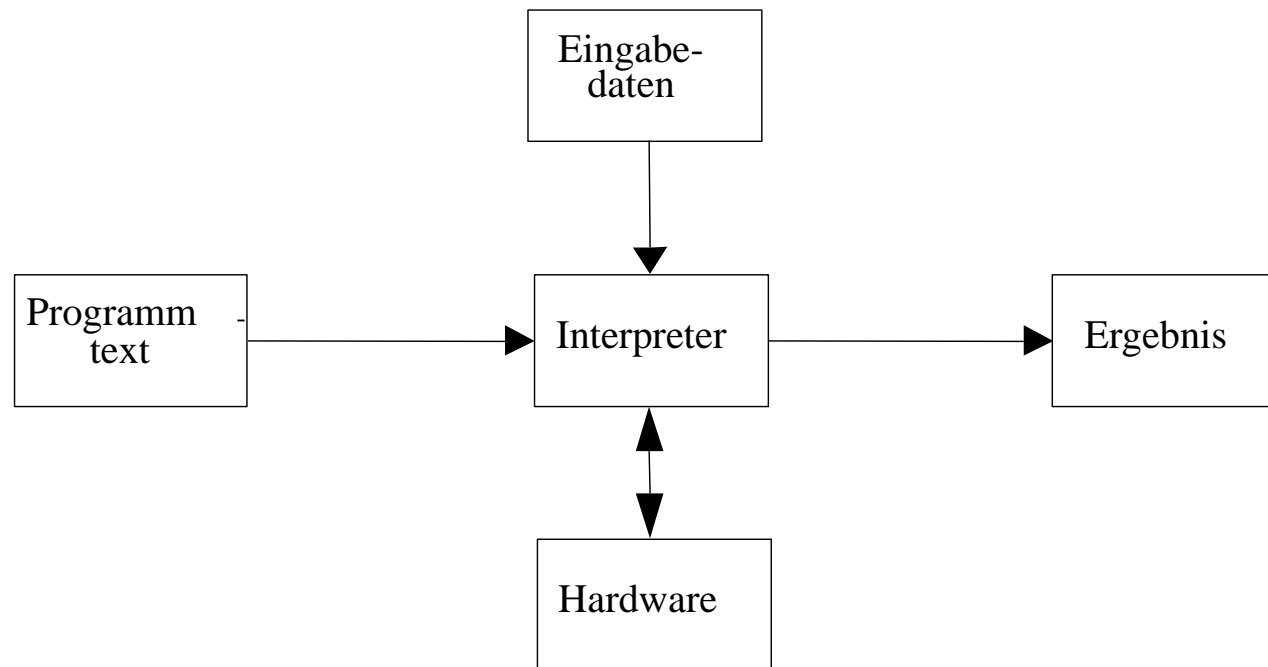 Eingabe-
daten
Programm -
text
Interpreter
Ergebnis
Hardware